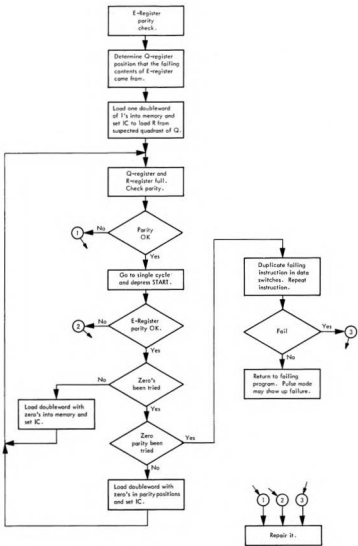 E-Register
parity
check.
Determine Q-register
position that the failing
contents of E-register
came from.
Load one doubleword
of 1's into memory and
set IC to load R from
suspected quadrant of Q.
Q-register and
R-register full.
Check parity.
Parity
OK
No
1
Yes
Go to single cycle
and depress START.
E-Register
parity OK.
No
2
Yes
Zero's
been tried
No
Load doubleword with
zero's into memory and
set IC.
Yes
Zero
parity been
tried
Yes
No
Load doubleword with
zero's in parity positions
and set IC.
Duplicate failing
instruction in data
switches. Repeat
instruction.
Fail
Yes
3
No
Return to failing
program. Pulse mode
may show up failure.
1 2 3
Repair it.